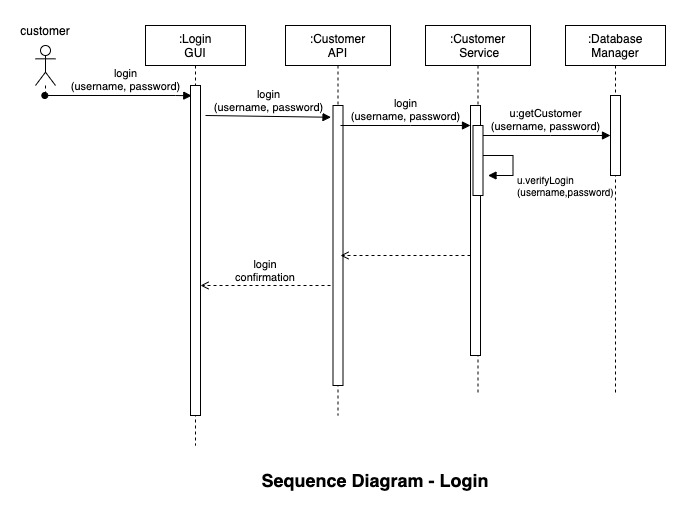 customer
:Login
GUI
:Customer
API
:Customer
Service
:Database
Manager
login
(username, password)
login
(username, password)
login
(username, password)
u:getCustomer
(username, password)
u.verifyLogin
(username,password)
login
confirmation
Sequence Diagram - Login